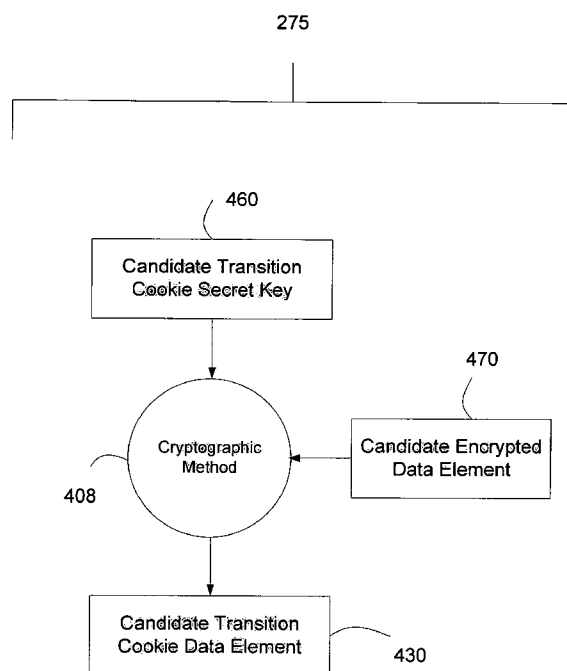 275
460
Candidate Transition
Cookie Secret Key
470
Cryptographic
Method
Candidate Encrypted
Data Element
408
Candidate Transition
Cookie Data Element
430